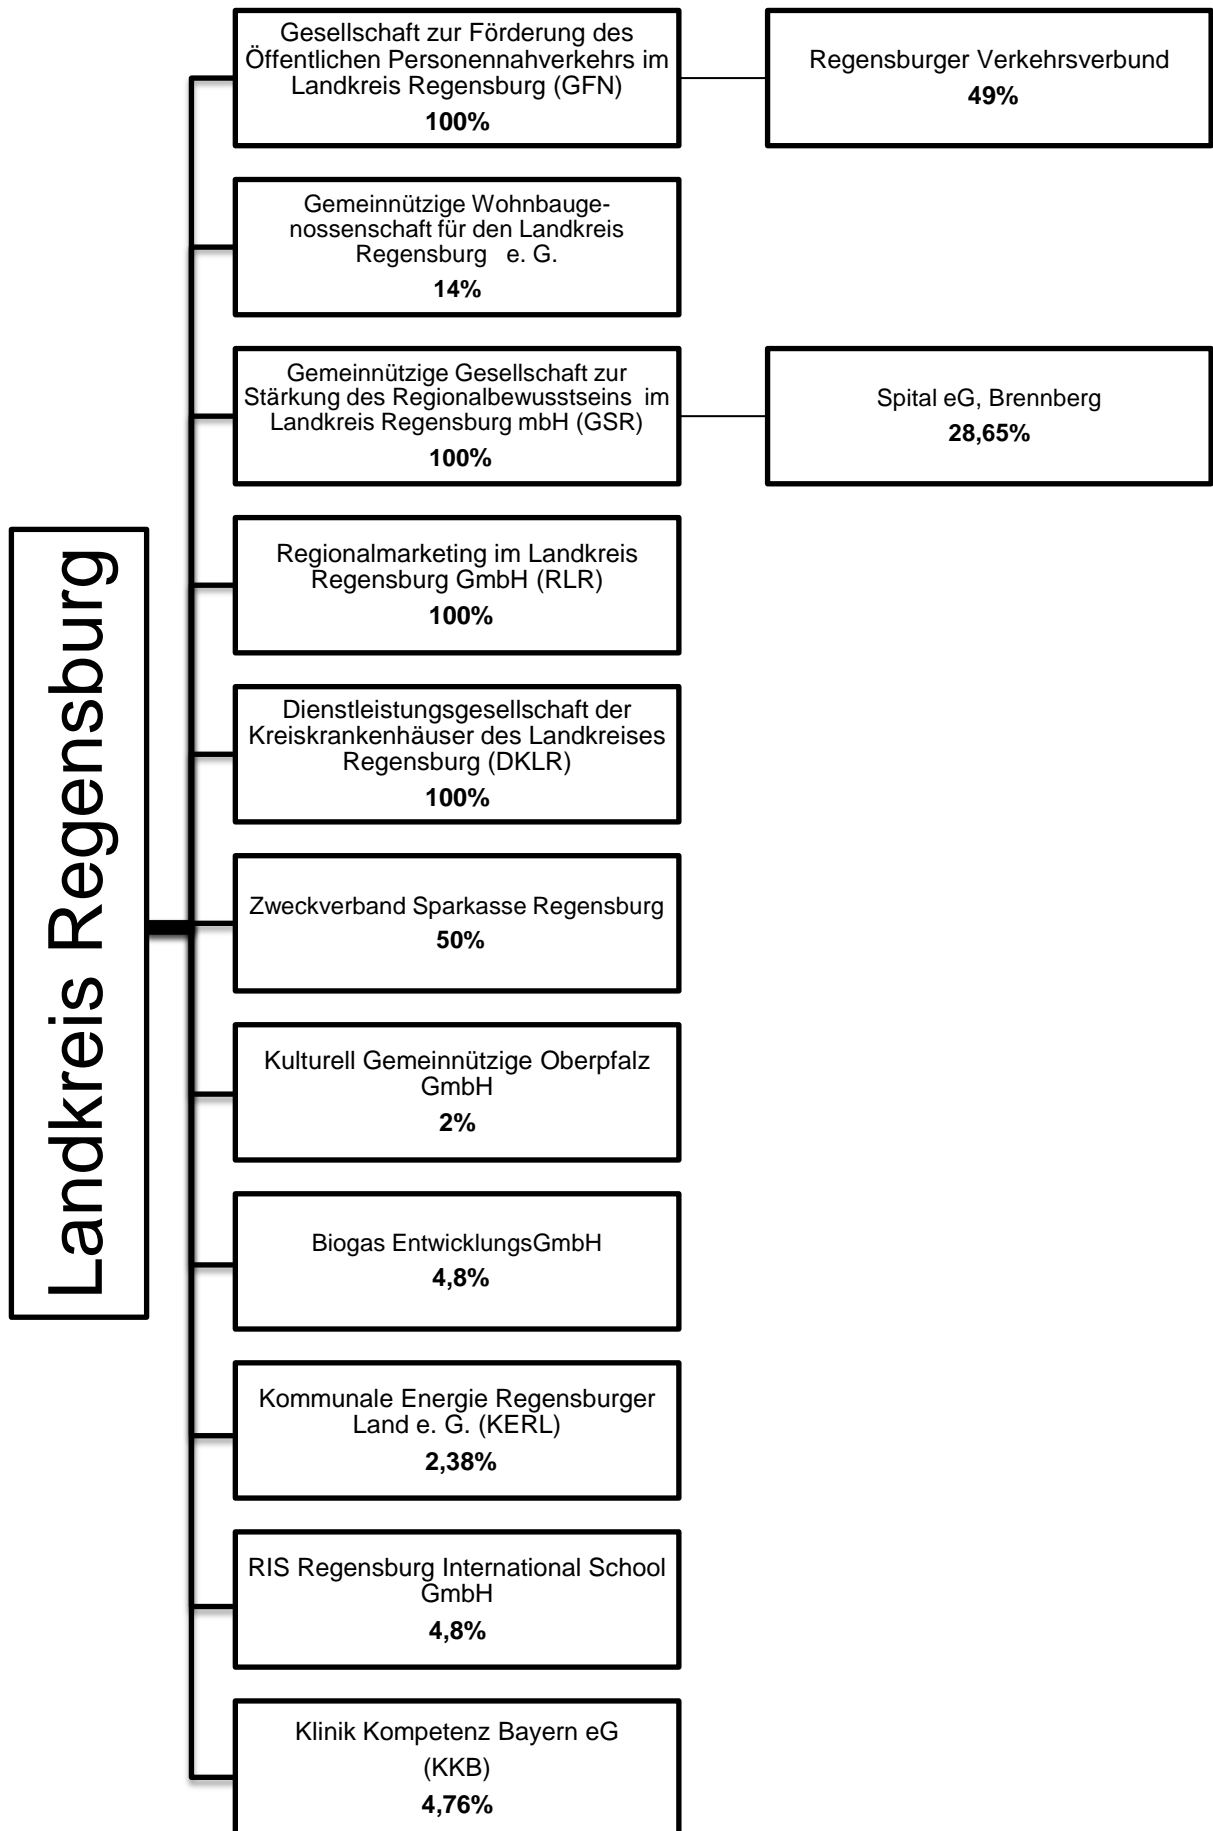 Landkreis Regensburg
Gesellschaft zur Förderung des
Öffentlichen Personennahverkehrs im
Landkreis Regensburg (GFN)
100%
Regensburger Verkehrsverbund
49%
Gemeinnützige Wohnbauge-
nossenschaft für den Landkreis
Regensburg e. G.
14%
Gemeinnützige Gesellschaft zur
Stärkung des Regionalbewusstseins im
Landkreis Regensburg mbH (GSR)
100%
Spital eG, Brennberg
28,65%
Regionalmarketing im Landkreis
Regensburg GmbH (RLR)
100%
Dienstleistungsgesellschaft der
Kreiskrankenhäuser des Landkreises
Regensburg (DKLR)
100%
Zweckverband Sparkasse Regensburg
50%
Kulturell Gemeinnützige Oberpfalz
GmbH
2%
Biogas EntwicklungsGmbH
4,8%
Kommunale Energie Regensburger
Land e. G. (KERL)
2,38%
RIS Regensburg International School
GmbH
4,8%
Klinik Kompetenz Bayern eG
(KKB)
4,76%